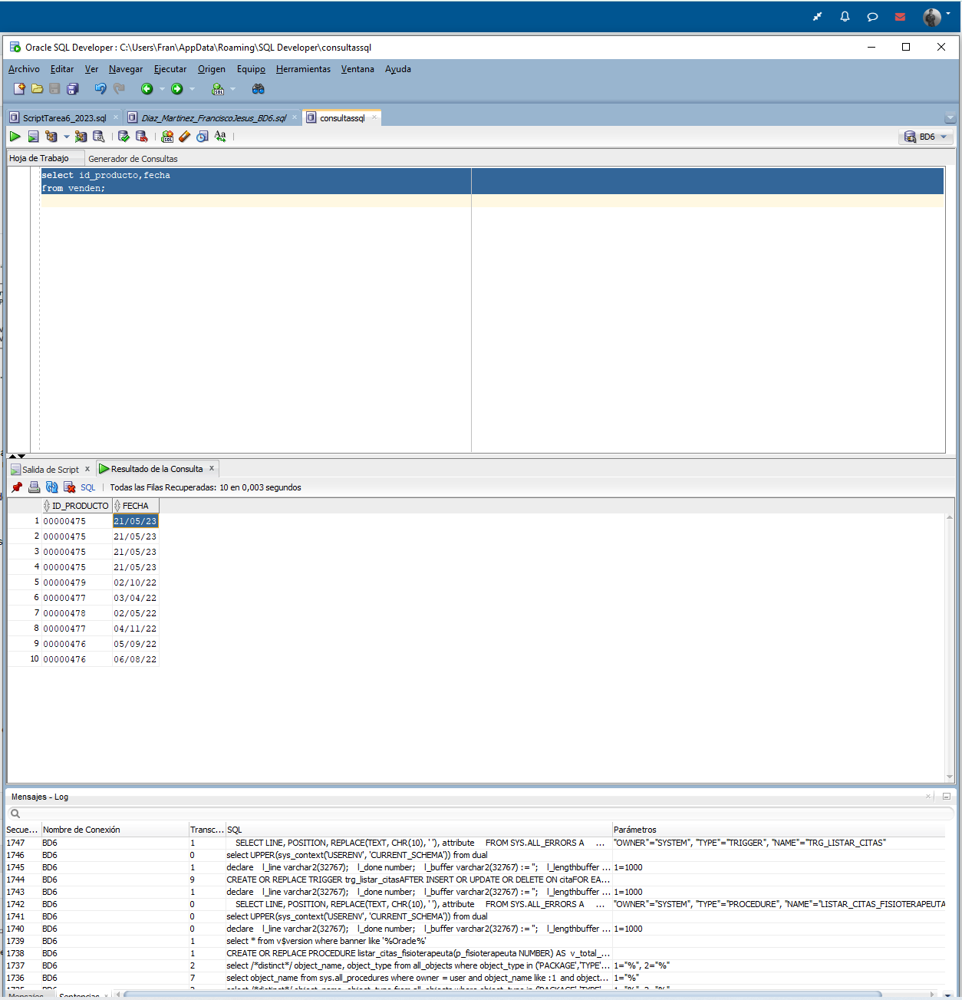 Oracle SQL Developer : C:\Users\Fran\AppData\Roaming\SQL Developer\consultassql
Archivo Editar Ver Navegar Ejecutar Origen Equipo Herramientas Ventana Ayuda
ScriptTarea6_2023.sql Diaz_Martinez_FranciscoJesus_BD6.sql consultassql
BD6
Hoja de Trabajo Generador de Consultas
select id_producto,fecha
from venden;
Salida de Script x Resultado de la Consulta x
SQL | Todas las Filas Recuperadas: 10 en 0,003 segundos
ID_PRODUCTO FECHA
1 00000475 21/05/23
2 00000475 21/05/23
3 00000475 21/05/23
4 00000475 21/05/23
5 00000479 02/10/22
6 00000477 03/04/22
7 00000478 02/05/22
8 00000477 04/11/22
9 00000476 05/09/22
10 00000476 06/08/22
Mensajes - Log
Secue... Nombre de Conexión Transc... SQL Parámetros
1747 BD6 1 SELECT LINE, POSITION, REPLACE(TEXT, CHR(10), ' '), attribute FROM SYS.ALL_ERRORS A ... "OWNER"="SYSTEM", "TYPE"="TRIGGER", "NAME"="TRG_LISTAR_CITAS"
1746 BD6 0 select UPPER(sys_context('USERENV', 'CURRENT_SCHEMA')) from dual
1745 BD6 1 declare l_line varchar2(32767); l_done number; l_buffer varchar2(32767) := ''; l_lengthbuffer ... 1=1000
1744 BD6 9 CREATE OR REPLACE TRIGGER trg_listar_citasAFTER INSERT OR UPDATE OR DELETE ON citaFOR EA...
1743 BD6 1 declare l_line varchar2(32767); l_done number; l_buffer varchar2(32767) := ''; l_lengthbuffer ... 1=1000
1742 BD6 0 SELECT LINE, POSITION, REPLACE(TEXT, CHR(10), ' '), attribute FROM SYS.ALL_ERRORS A ... "OWNER"="SYSTEM", "TYPE"="PROCEDURE", "NAME"="LISTAR_CITAS_FISIOTERAPEUTA
1741 BD6 0 select UPPER(sys_context('USERENV', 'CURRENT_SCHEMA')) from dual
1740 BD6 0 declare l_line varchar2(32767); l_done number; l_buffer varchar2(32767) := ''; l_lengthbuffer ... 1=1000
1739 BD6 1 select * from v$version where banner like '%Oracle%'
1738 BD6 1 CREATE OR REPLACE PROCEDURE listar_citas_fisioterapeuta(p_fisioterapeuta NUMBER) AS v_total_...
1737 BD6 2 select /*distinct*/ object_name, object_type from all_objects where object_type in ('PACKAGE','TYPE'... 1="%", 2="%"
1736 BD6 7 select object_name from sys.all_procedures where owner = user and object_name like :1 and object... 1="%"
Mensajes Sentencias